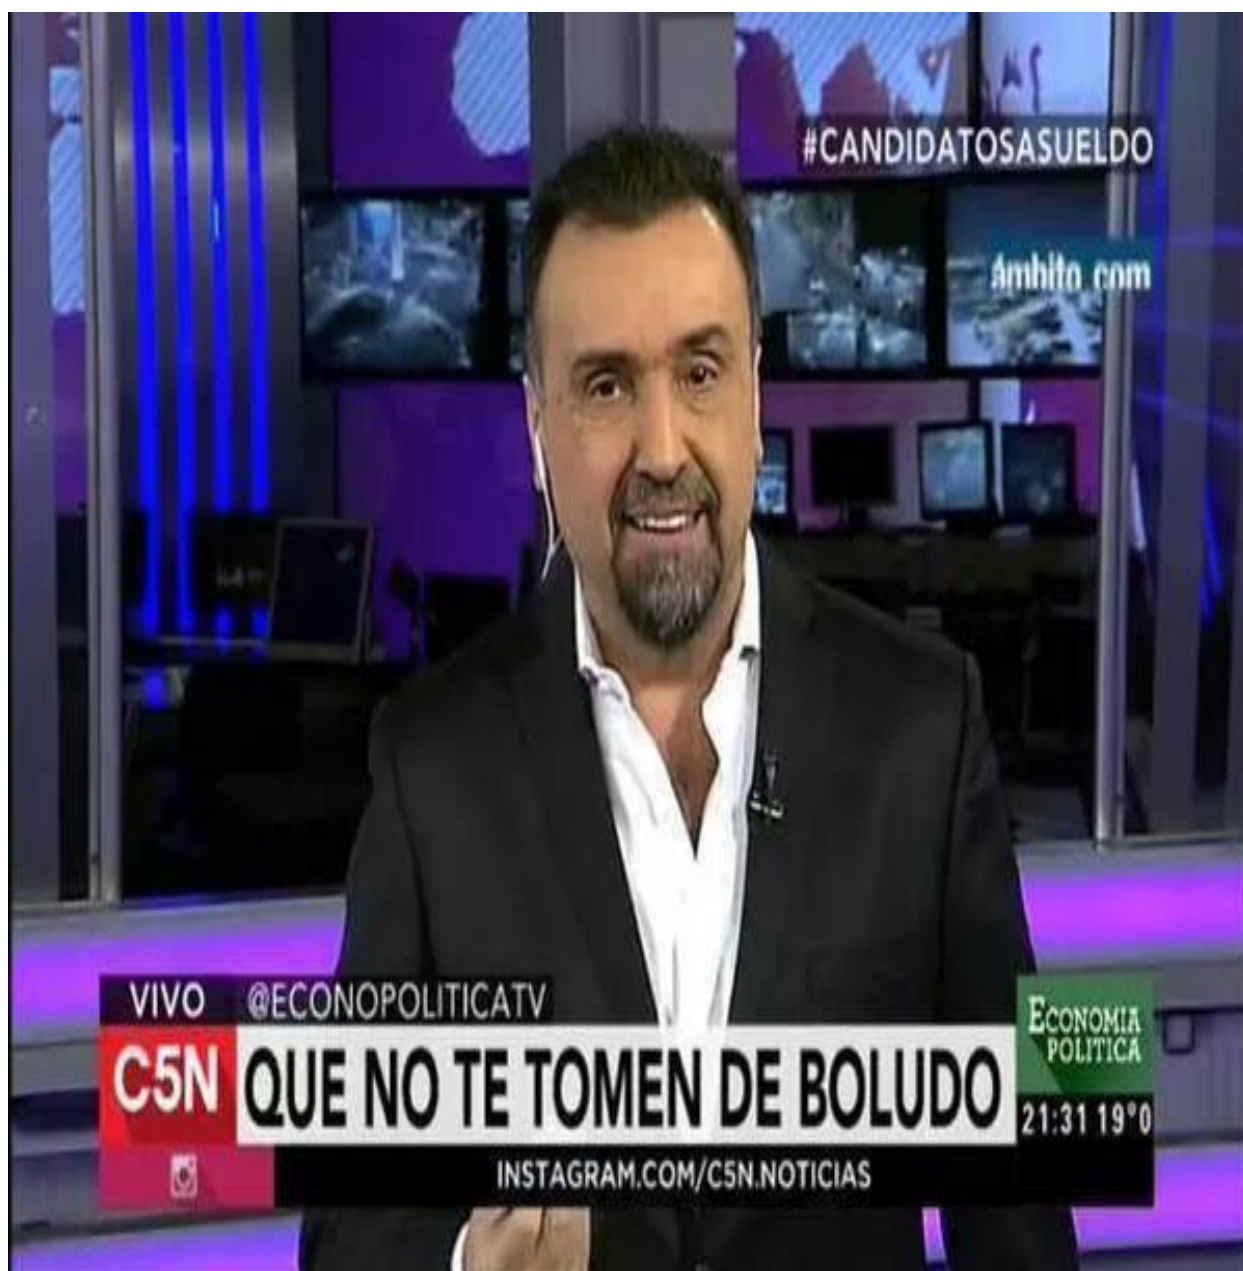 #CANDIDATOSASUELDO
ámbito.com
VIVO @ECONOPOLITICATV
C5N QUE NO TE TOMEN DE BOLUDO
ECONOMIA
POLITICA
21:31 19°0
INSTAGRAM.COM/C5N.NOTICIAS